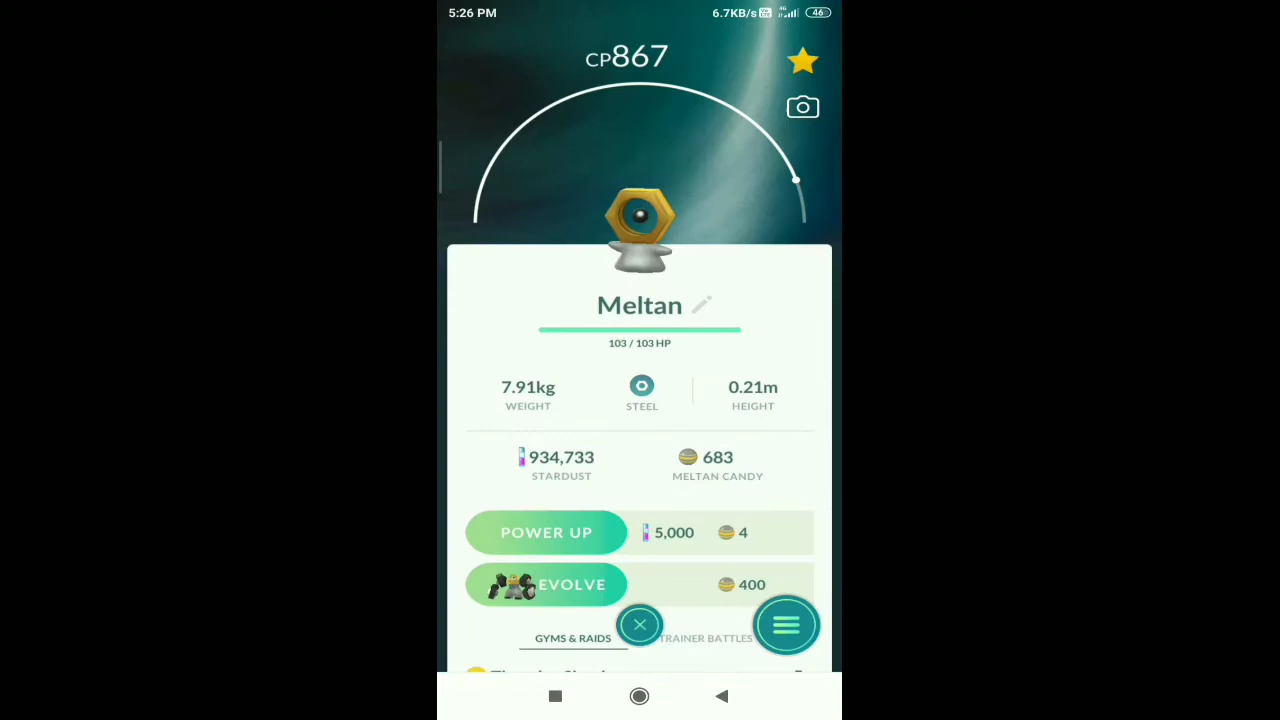 5:26 PM
6.7KB/s 4G 46
CP867
Meltan
103 / 103 HP
7.91kg
WEIGHT
STEEL
0.21m
HEIGHT
934,733
STARDUST
683
MELTAN CANDY
POWER UP 5,000 4
EVOLVE 400
GYMS & RAIDS
TRAINER BATTLES